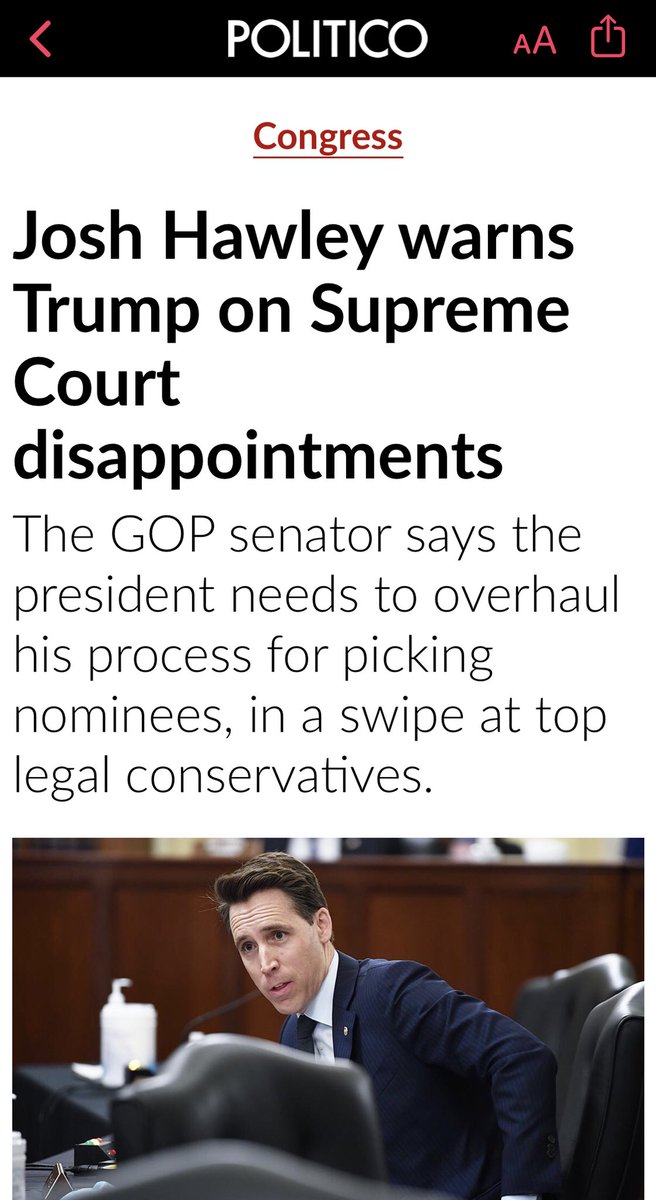 POLITICO
AA
Congress
Josh Hawley warns
Trump on Supreme
Court
disappointments
The GOP senator says the
president needs to overhaul
his process for picking
nominees, in a swipe at top
legal conservatives.